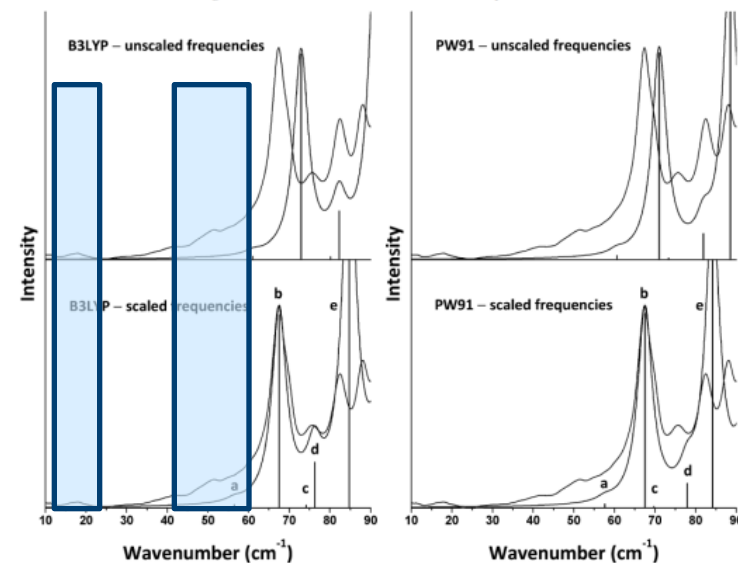 B3LYP – unscaled frequencies
PW91 – unscaled frequencies
Intensity
Intensity
B3LYP – scaled frequencies
PW91 – scaled frequencies
b
e
a
c
d
b
e
a
c
d
10 20 30 40 50 60 70 80 90
10 20 30 40 50 60 70 80
Wavenumber (cm⁻¹)
Wavenumber (cm⁻¹)